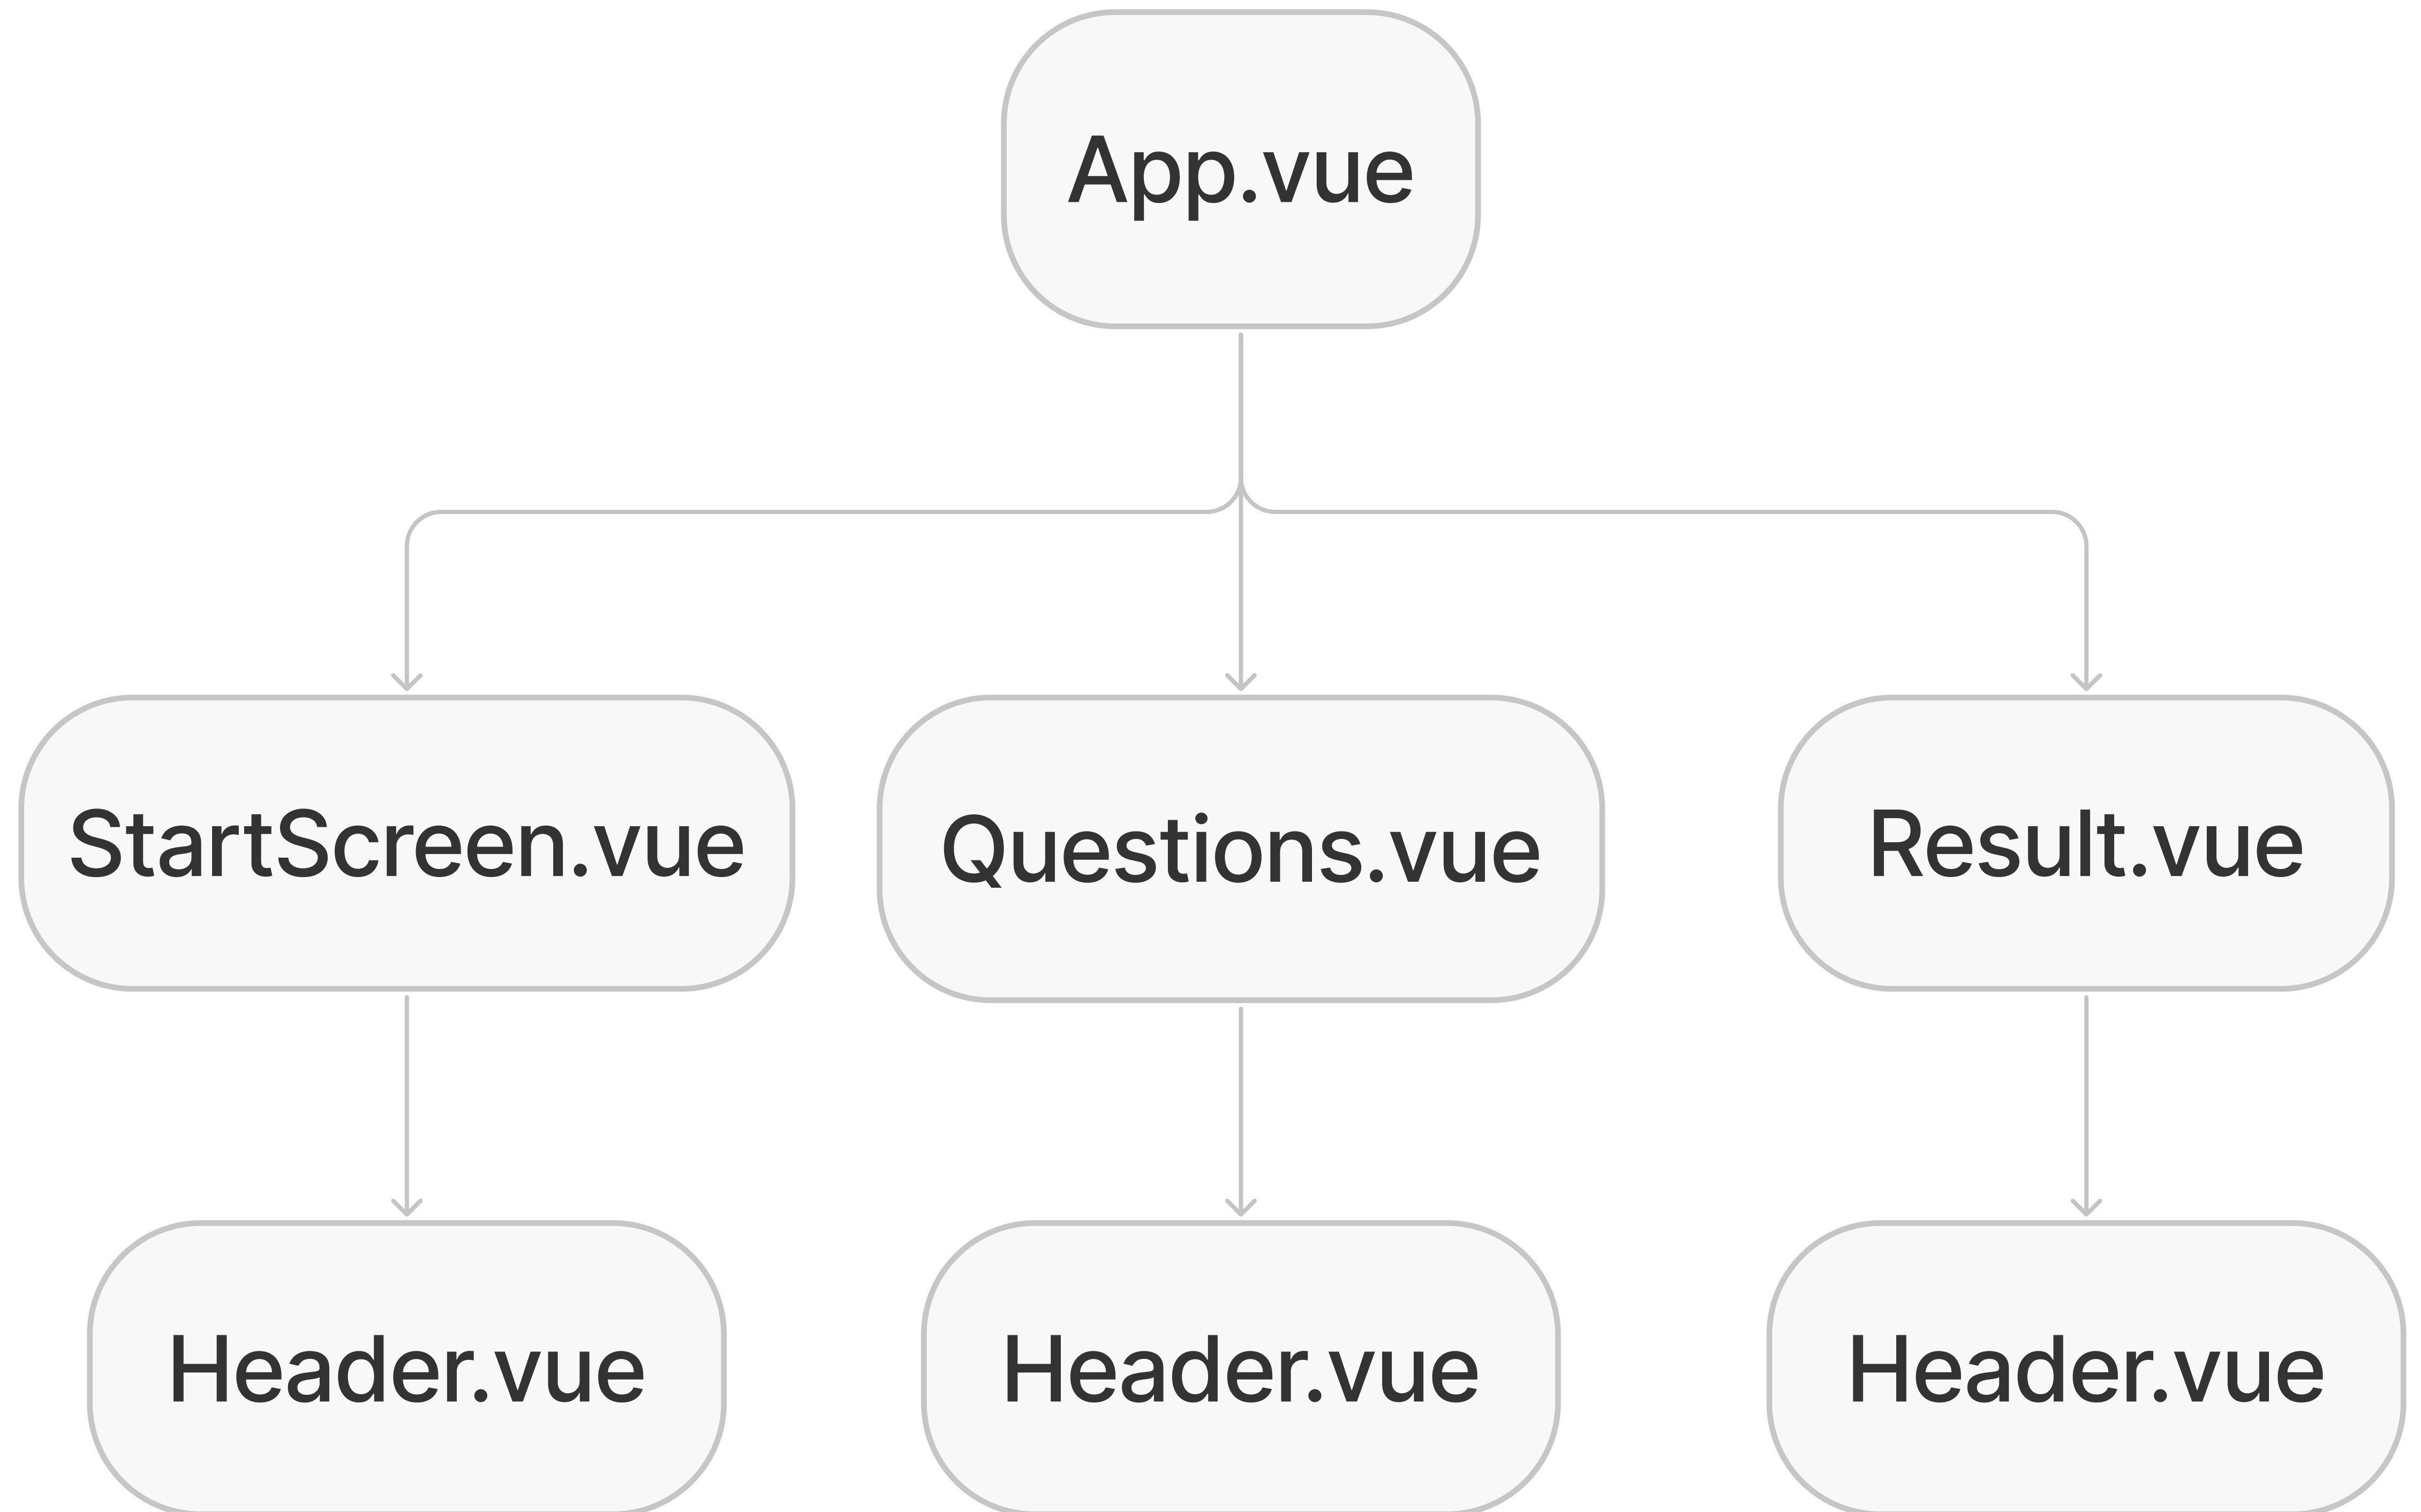 App.vue
StartScreen.vue
Questions.vue
Result.vue
Header.vue
Header.vue
Header.vue